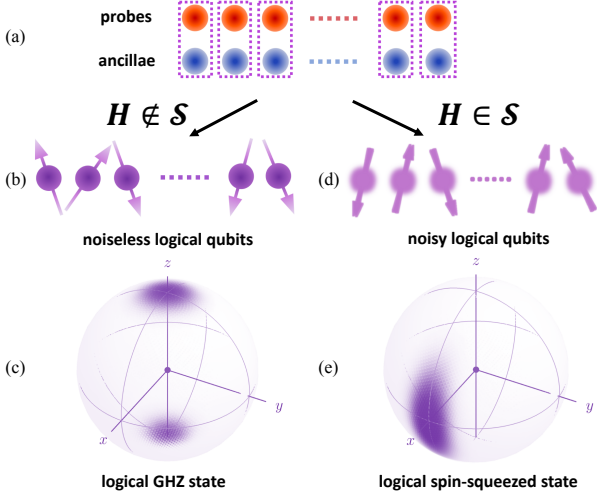 probes
(a)
ancillae
H ∉ S H ∈ S
(b) (d)
noiseless logical qubits noisy logical qubits
z z
(c) (e)
y y
x x
logical GHZ state logical spin-squeezed state